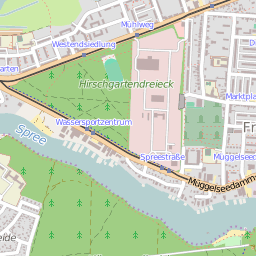 Mühlweg
Westendsiedlung
arten
Hirschgartendreieck
Marktpla
Wassersportzentrum
Fr
Spree
Spreestraße
Müggelseed
Müggelseedamm
eide